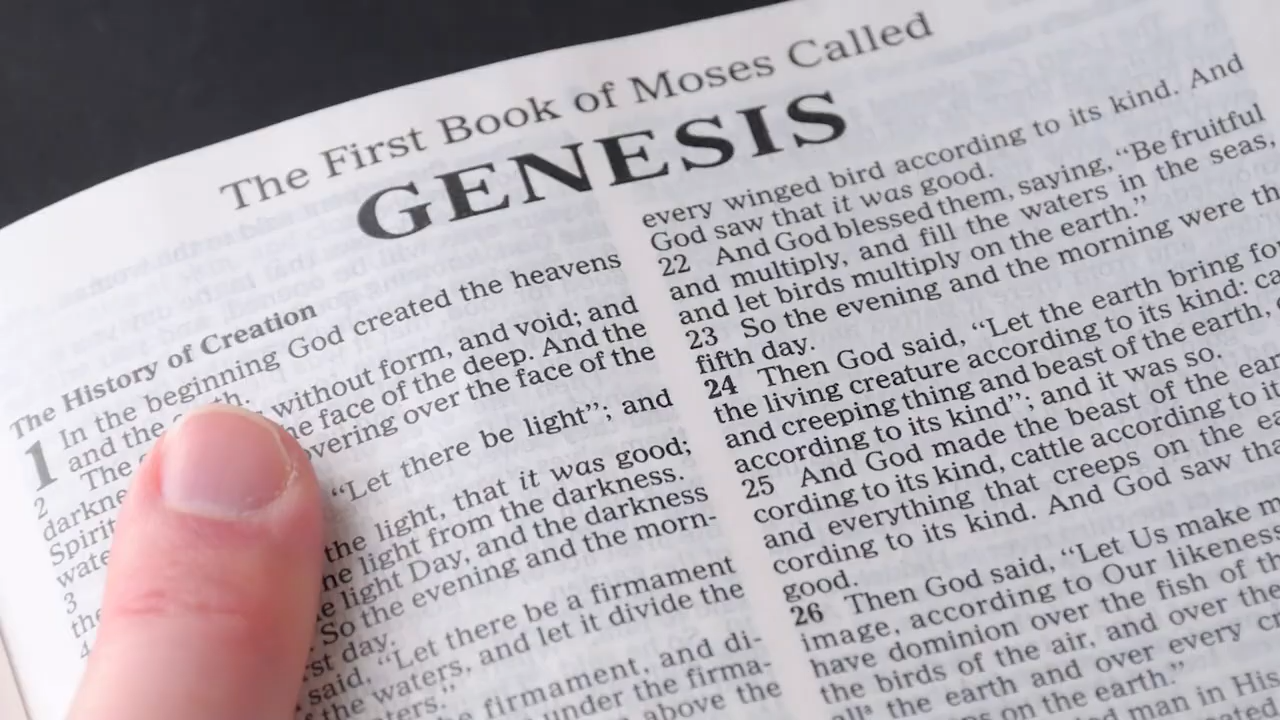 The First Book of Moses Called
GENESIS
The History of Creation
1 In the beginning God created the heavens
and the
2 The without form, and void; and
face of the deep. And the
over the face of the
3 "Let there be light"; and
the
4 the light, that it was good;
light from the darkness.
light Day, and the darkness
So the evening and the morn-
day.
said, "Let there be a firmament
the waters, and let it divide the
firmament, and di-
under the firma-
above the
every winged bird according to its kind. And
God saw that it was good.
22 And God blessed them, saying, "Be fruitful
and multiply, and fill the waters in the seas,
and let birds multiply on the earth."
23 So the evening and the morning were
fifth day.
24 Then God said, "Let the earth bring
the living creature according to its kind:
and creeping thing and beast of the earth,
according to its kind"; and it was so.
25 And God made the beast of the
cording to its kind, cattle according to
and everything that creeps on the
cording to its kind. And God saw
good.
26 Then God said, "Let Us make
image, according to Our
have dominion over the fish of
the birds of the air, and over
all the earth and over every
on the earth."
man in His